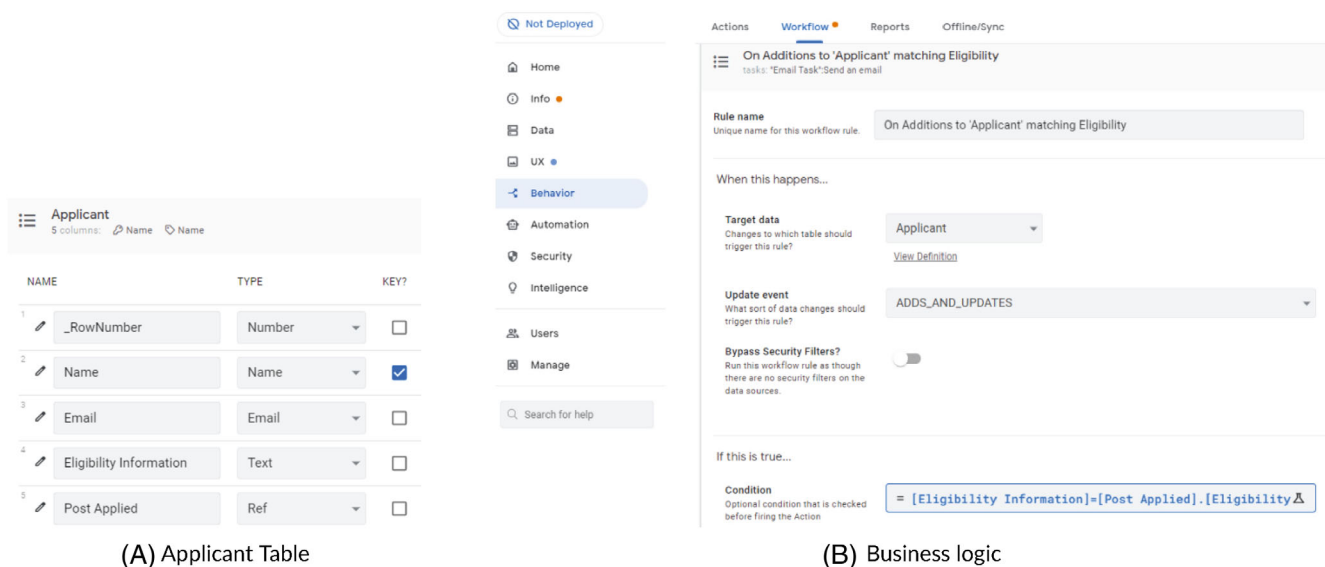 Applicant
5 columns: Name Name
NAME TYPE KEY?
1 _RowNumber Number
2 Name Name
3 Email Email
4 Eligibility Information Text
5 Post Applied Ref
(A) Applicant Table
Not Deployed
Home
Info
Data
UX
Behavior
Automation
Security
Intelligence
Users
Manage
Search for help
Actions Workflow Reports Offline/Sync
On Additions to 'Applicant' matching Eligibility
tasks: "Email Task":Send an email
Rule name
Unique name for this workflow rule.
On Additions to 'Applicant' matching Eligibility
When this happens...
Target data
Changes to which table should
trigger this rule?
Applicant
View Definition
Update event
What sort of data changes should
trigger this rule?
ADDS_AND_UPDATES
Bypass Security Filters?
Run this workflow rule as though
there are no security filters on the
data sources.
If this is true...
Condition
Optional condition that is checked
before firing the Action
= [Eligibility Information]=[Post Applied].[Eligibility
(B) Business logic